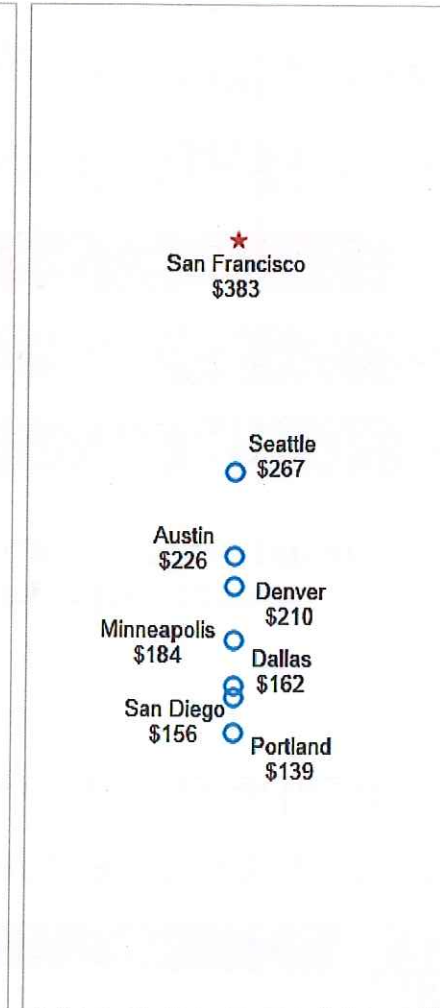 San Francisco
$383
Seattle
$267
Austin
$226
Denver
$210
Minneapolis
$184
Dallas
$162
San Diego
$156
Portland
$139